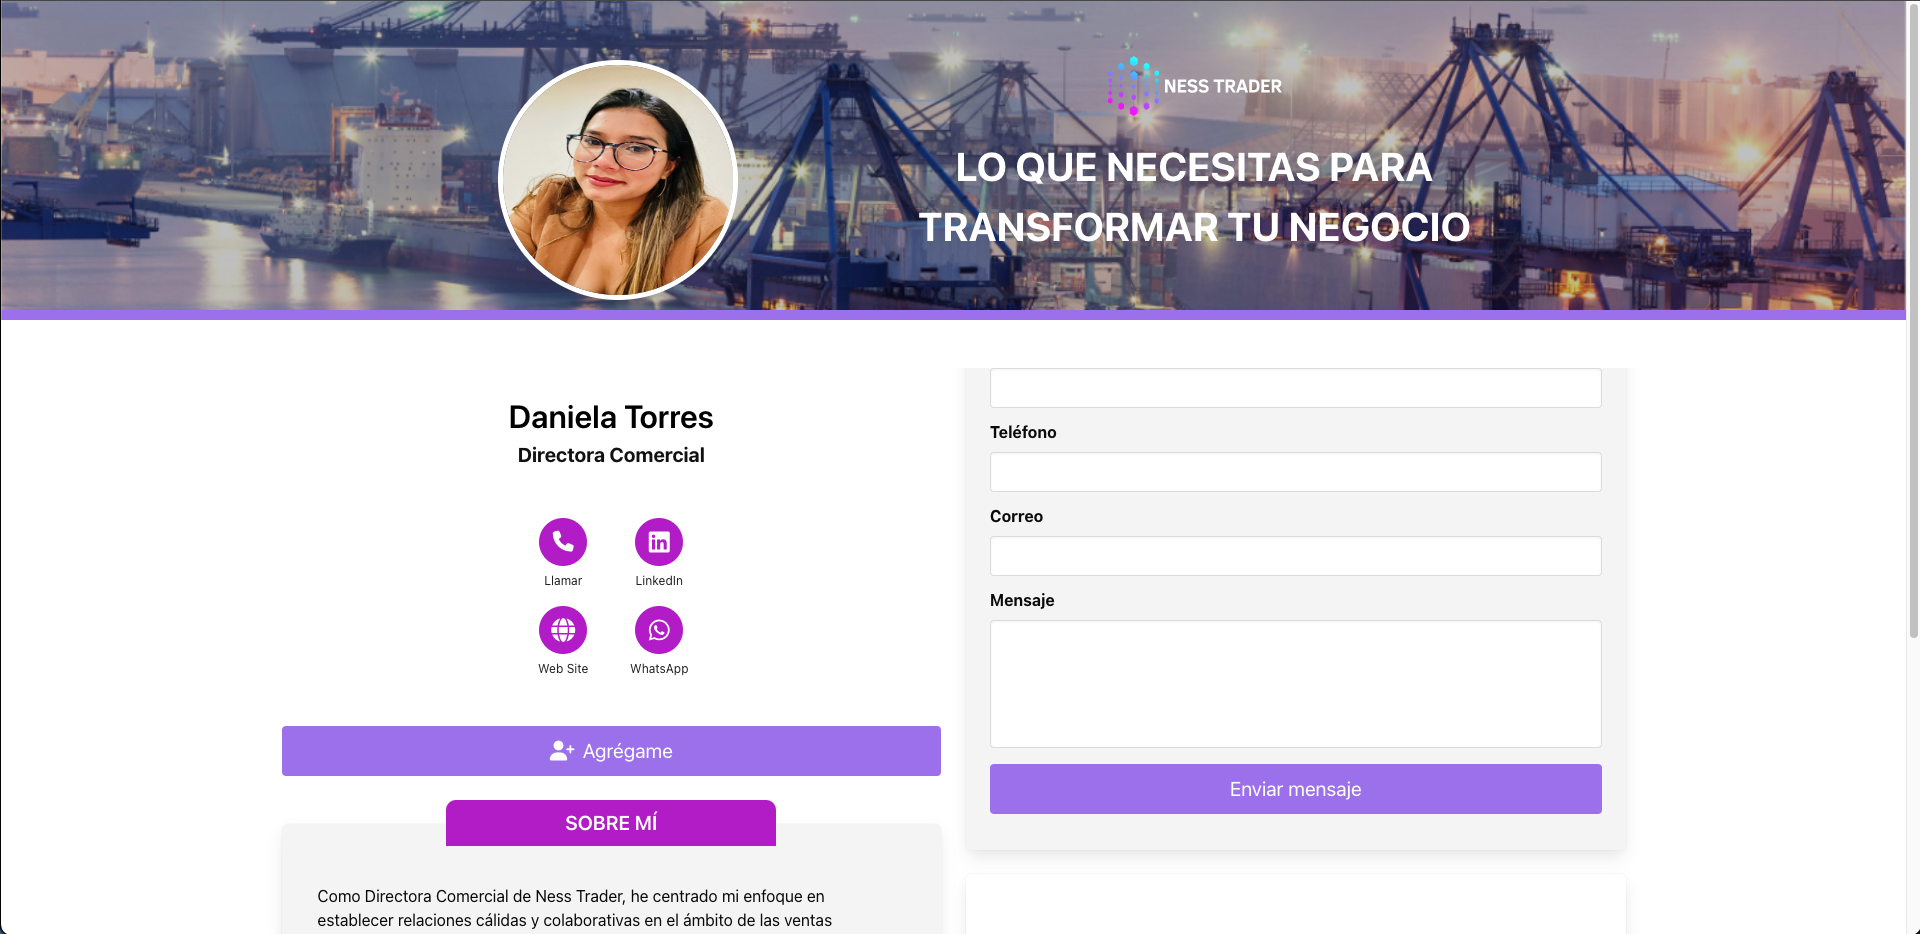 NESS TRADER
LO QUE NECESITAS PARA
TRANSFORMAR TU NEGOCIO
Daniela Torres
Directora Comercial
Llamar
LinkedIn
Web Site
WhatsApp
Agrégame
SOBRE MÍ
Como Directora Comercial de Ness Trader, he centrado mi enfoque en
establecer relaciones cálidas y colaborativas en el ámbito de las ventas
Teléfono
Correo
Mensaje
Enviar mensaje